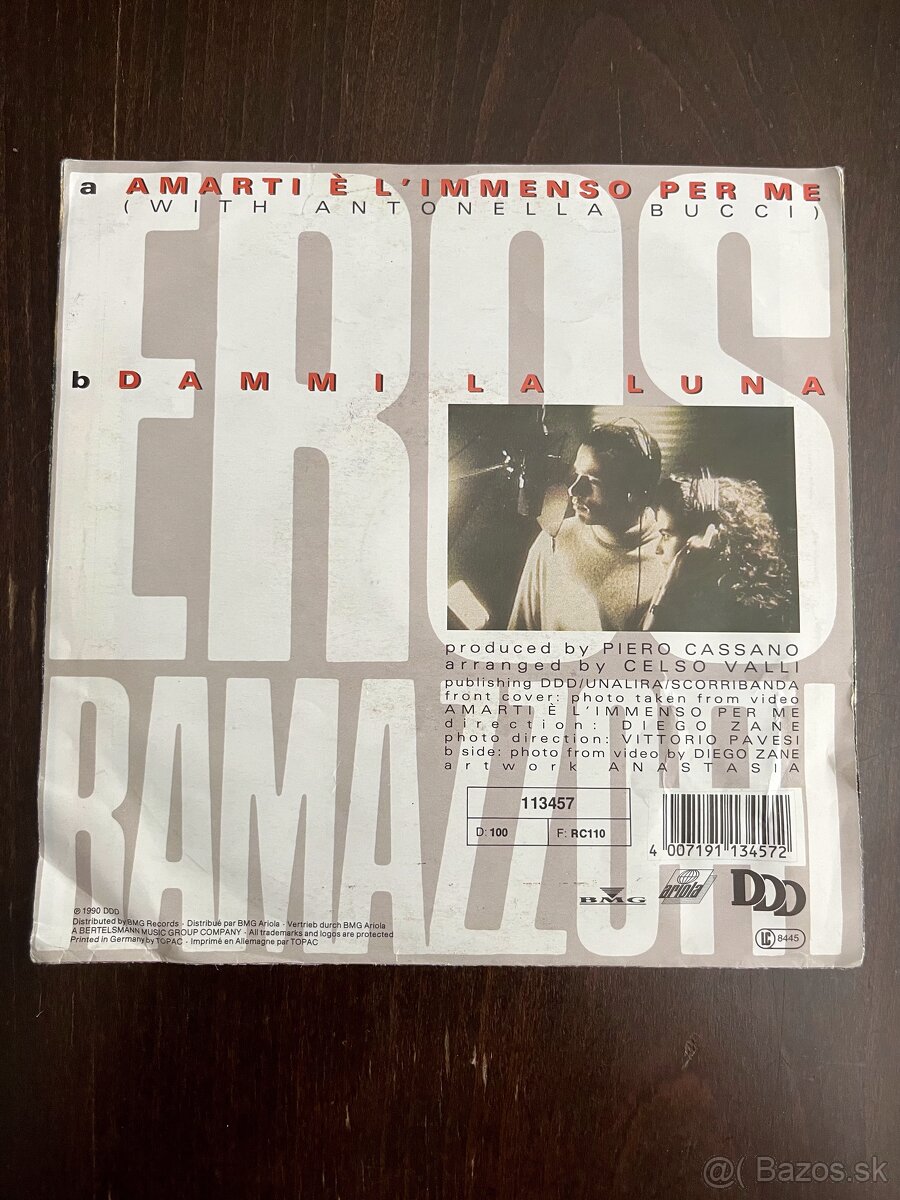 a AMARTI È L'IMMENSO PER ME
(WITH ANTONELLA BUCCI)
EROS
b DAMMI LA LUNA
produced by PIERO CASSANO
arranged by CELSO VALLI
publishing DDD/UNALIRA/SCORRIBANDA
front cover: photo taken from video
AMARTI È L'IMMENSO PER ME
direction: DIEGO ZANE
photo direction: VITTORIO PAVESI
b side: photo from video by DIEGO ZANE
artwork ANASTASIA
RAMAZZOTTI
113457
D: 100 F: RC110
4 007191 134572
BMG ariola DDD
℗ 1990 DDD
Distributed by BMG Records - Distribué par BMG Ariola - Vertrieb durch BMG Ariola
A BERTELSMANN MUSIC GROUP COMPANY - All trademarks and logos are protected
Printed in Germany by TOPAC - Imprimé en Allemagne par TOPAC
LC 8445
@( Bazos.sk